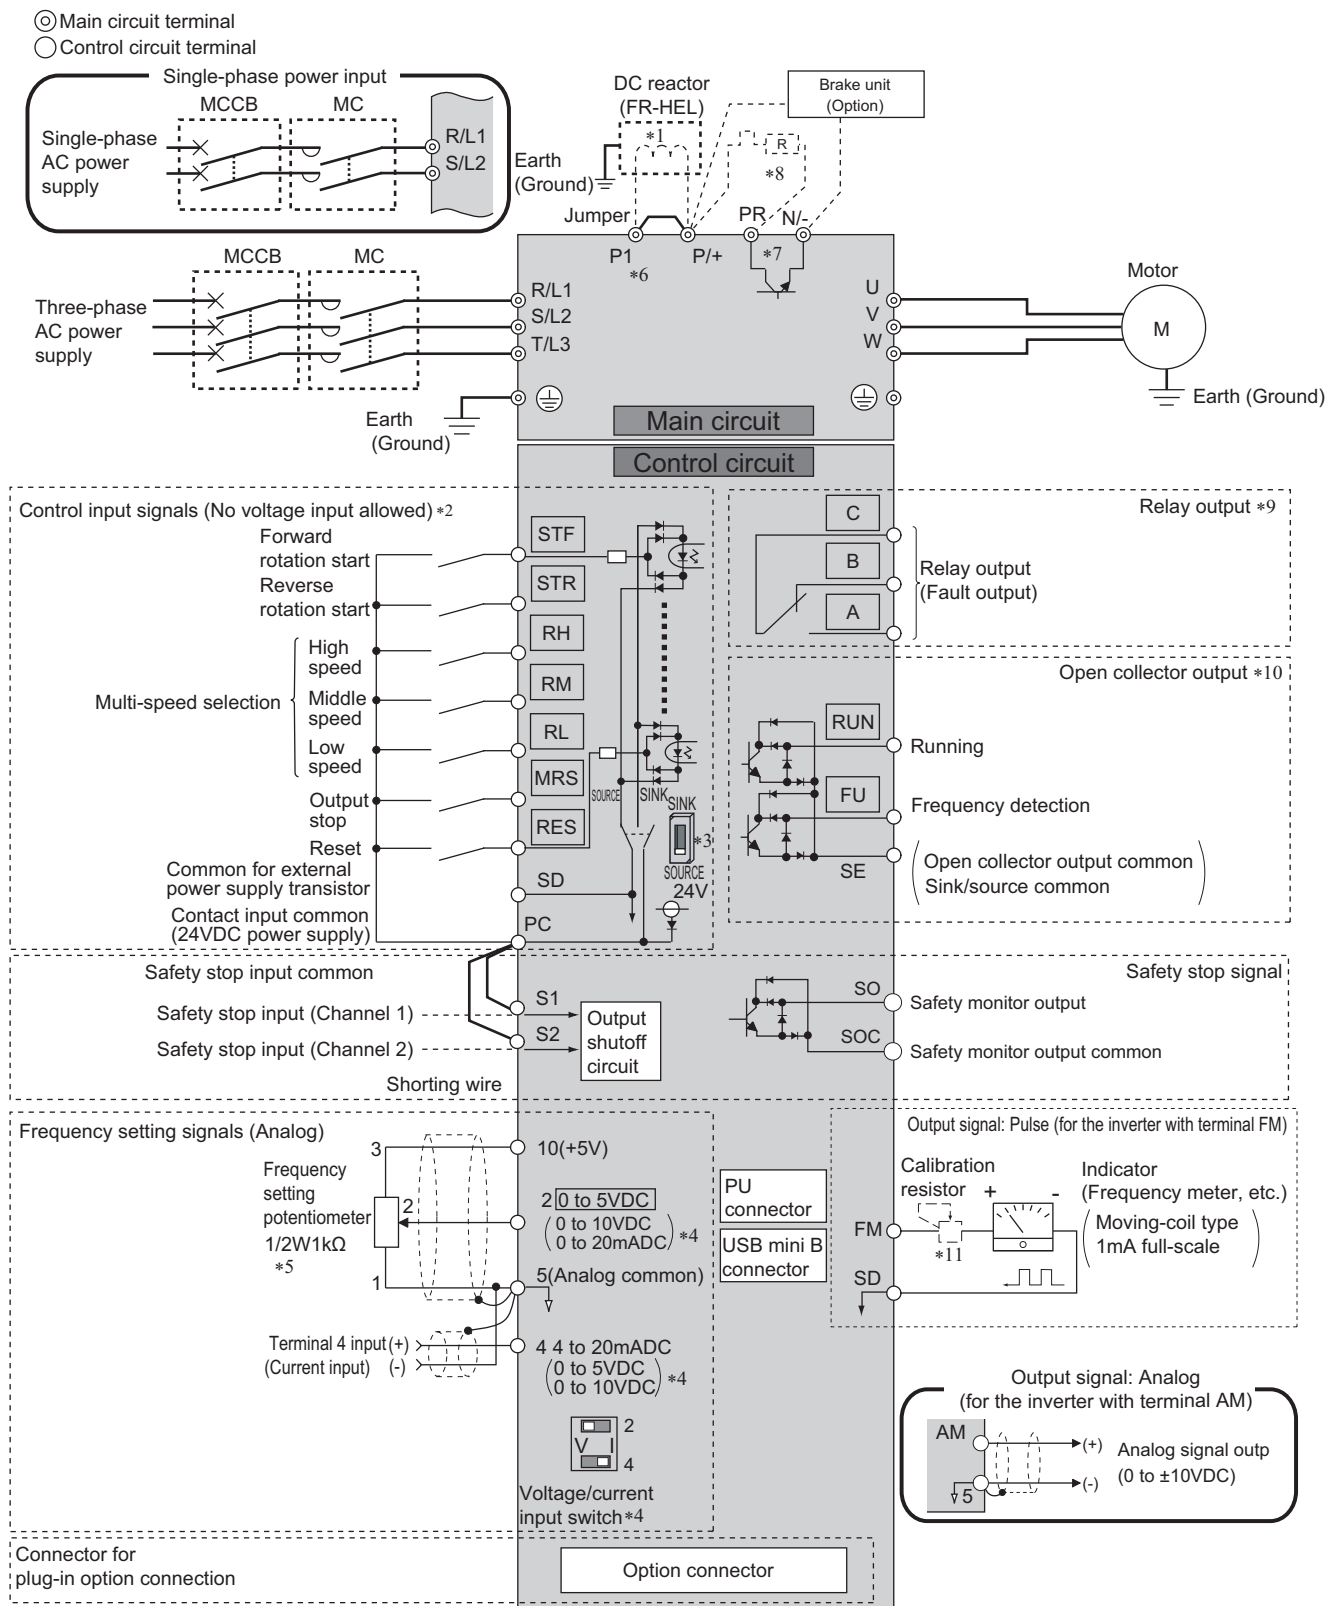 Main circuit terminal
Control circuit terminal
Single-phase power input
MCCB
MC
Single-phase
AC power
supply
R/L1
S/L2
DC reactor
(FR-HEL)
*1
Earth
(Ground)
Brake unit
(Option)
R
*8
Jumper
P1
*6
P/+
PR
*7
N/-
MCCB
MC
Three-phase
AC power
supply
R/L1
S/L2
T/L3
Earth
(Ground)
U
V
W
Motor
M
Earth (Ground)
Main circuit
Control circuit
Control input signals (No voltage input allowed) *2
Forward
rotation start
Reverse
rotation start
Multi-speed selection
High
speed
Middle
speed
Low
speed
Output
stop
Reset
Common for external
power supply transistor
Contact input common
(24VDC power supply)
STF
STR
RH
RM
RL
MRS
RES
SD
PC
SOURCE
SINK
SINK
*3
SOURCE
24V
Relay output *9
C
B
A
Relay output
(Fault output)
Open collector output *10
RUN
Running
FU
Frequency detection
SE
Open collector output common
Sink/source common
Safety stop input common
Safety stop input (Channel 1)
Safety stop input (Channel 2)
Shorting wire
S1
S2
Output
shutoff
circuit
Safety stop signal
SO
Safety monitor output
SOC
Safety monitor output common
Frequency setting signals (Analog)
Frequency
setting
potentiometer
1/2W1kΩ
*5
3
2
1
10(+5V)
2 0 to 5VDC
(0 to 10VDC
0 to 20mADC) *4
5(Analog common)
Terminal 4 input (+)
(Current input) (-)
4 4 to 20mADC
(0 to 5VDC
0 to 10VDC) *4
2
V I
4
Voltage/current
input switch*4
PU
connector
USB mini B
connector
Output signal: Pulse (for the inverter with terminal FM)
Calibration
resistor
+
-
Indicator
(Frequency meter, etc.)
(Moving-coil type
1mA full-scale)
FM
*11
SD
Output signal: Analog
(for the inverter with terminal AM)
AM
(+)
5
(-)
Analog signal outp
(0 to ±10VDC)
Connector for
plug-in option connection
Option connector